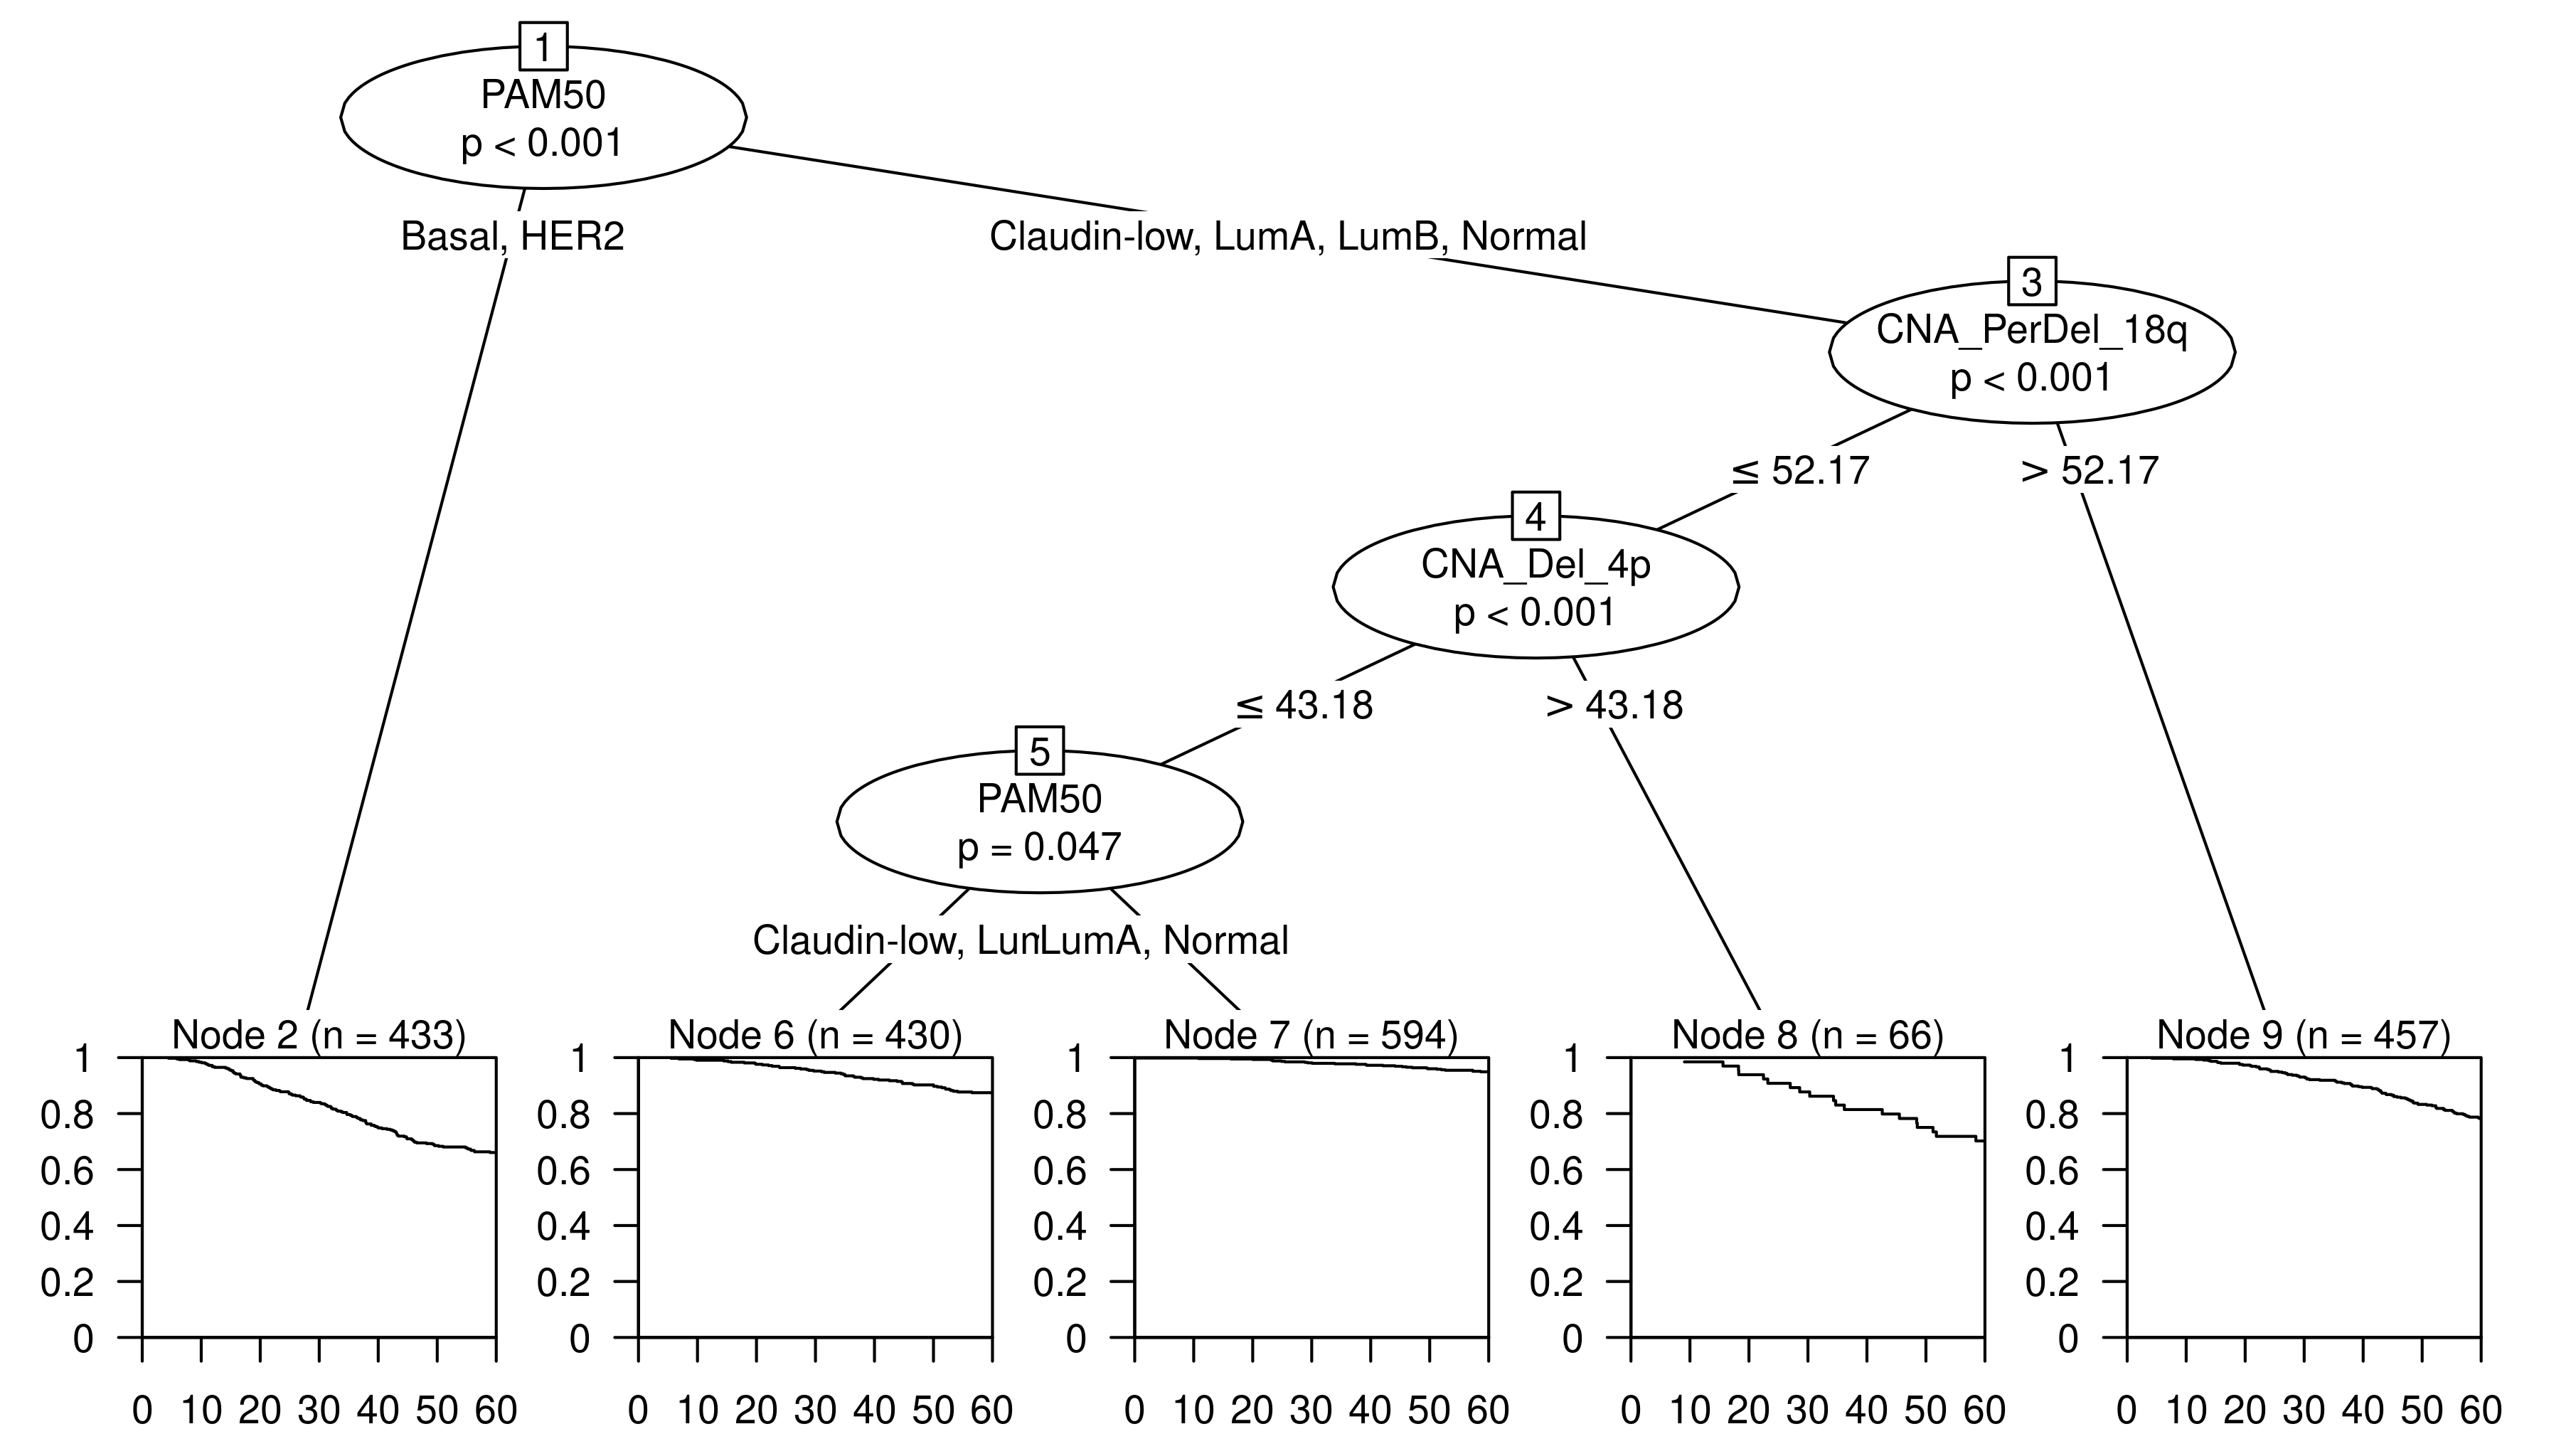 1
PAM50
p < 0.001
Basal, HER2
Claudin-low, LumA, LumB, Normal
3
CNA_PerDel_18q
p < 0.001
≤ 52.17
> 52.17
4
CNA_Del_4p
p < 0.001
≤ 43.18
> 43.18
5
PAM50
p = 0.047
Claudin-low,
LumA, Normal
Node 2 (n = 433)
1
0.8
0.6
0.4
0.2
0
0 10 20 30 40 50 60
Node 6 (n = 430)
1
0.8
0.6
0.4
0.2
0
0 10 20 30 40 50 60
Node 7 (n = 594)
1
0.8
0.6
0.4
0.2
0
0 10 20 30 40 50 60
Node 8 (n = 66)
1
0.8
0.6
0.4
0.2
0
0 10 20 30 40 50 60
Node 9 (n = 457)
1
0.8
0.6
0.4
0.2
0
0 10 20 30 40 50 60